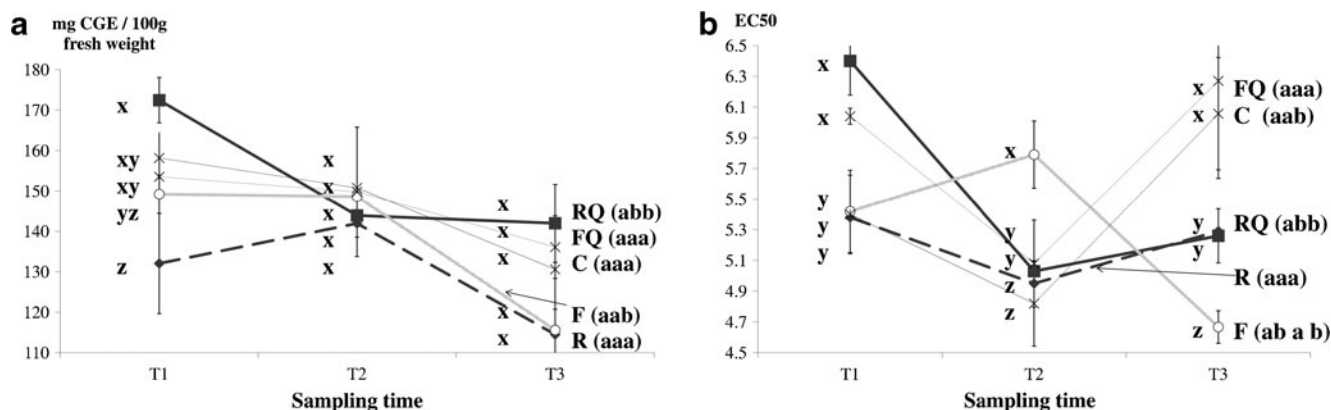 a
mg CGE / 100g
fresh weight
180
170
160
150
140
130
120
110
x
xy
xy
yz
z
x
x
x
x
x
x
x
x
x
x
RQ (abb)
FQ (aaa)
C (aaa)
F (aab)
R (aaa)
T1
T2
T3
Sampling time
b
EC50
6.5
6.3
6.1
5.9
5.7
5.5
5.3
5.1
4.9
4.7
4.5
x
x
y
y
y
x
y
y
z
z
x
x
y
y
z
FQ (aaa)
C (aab)
RQ (abb)
R (aaa)
F (ab a b)
T1
T2
T3
Sampling time